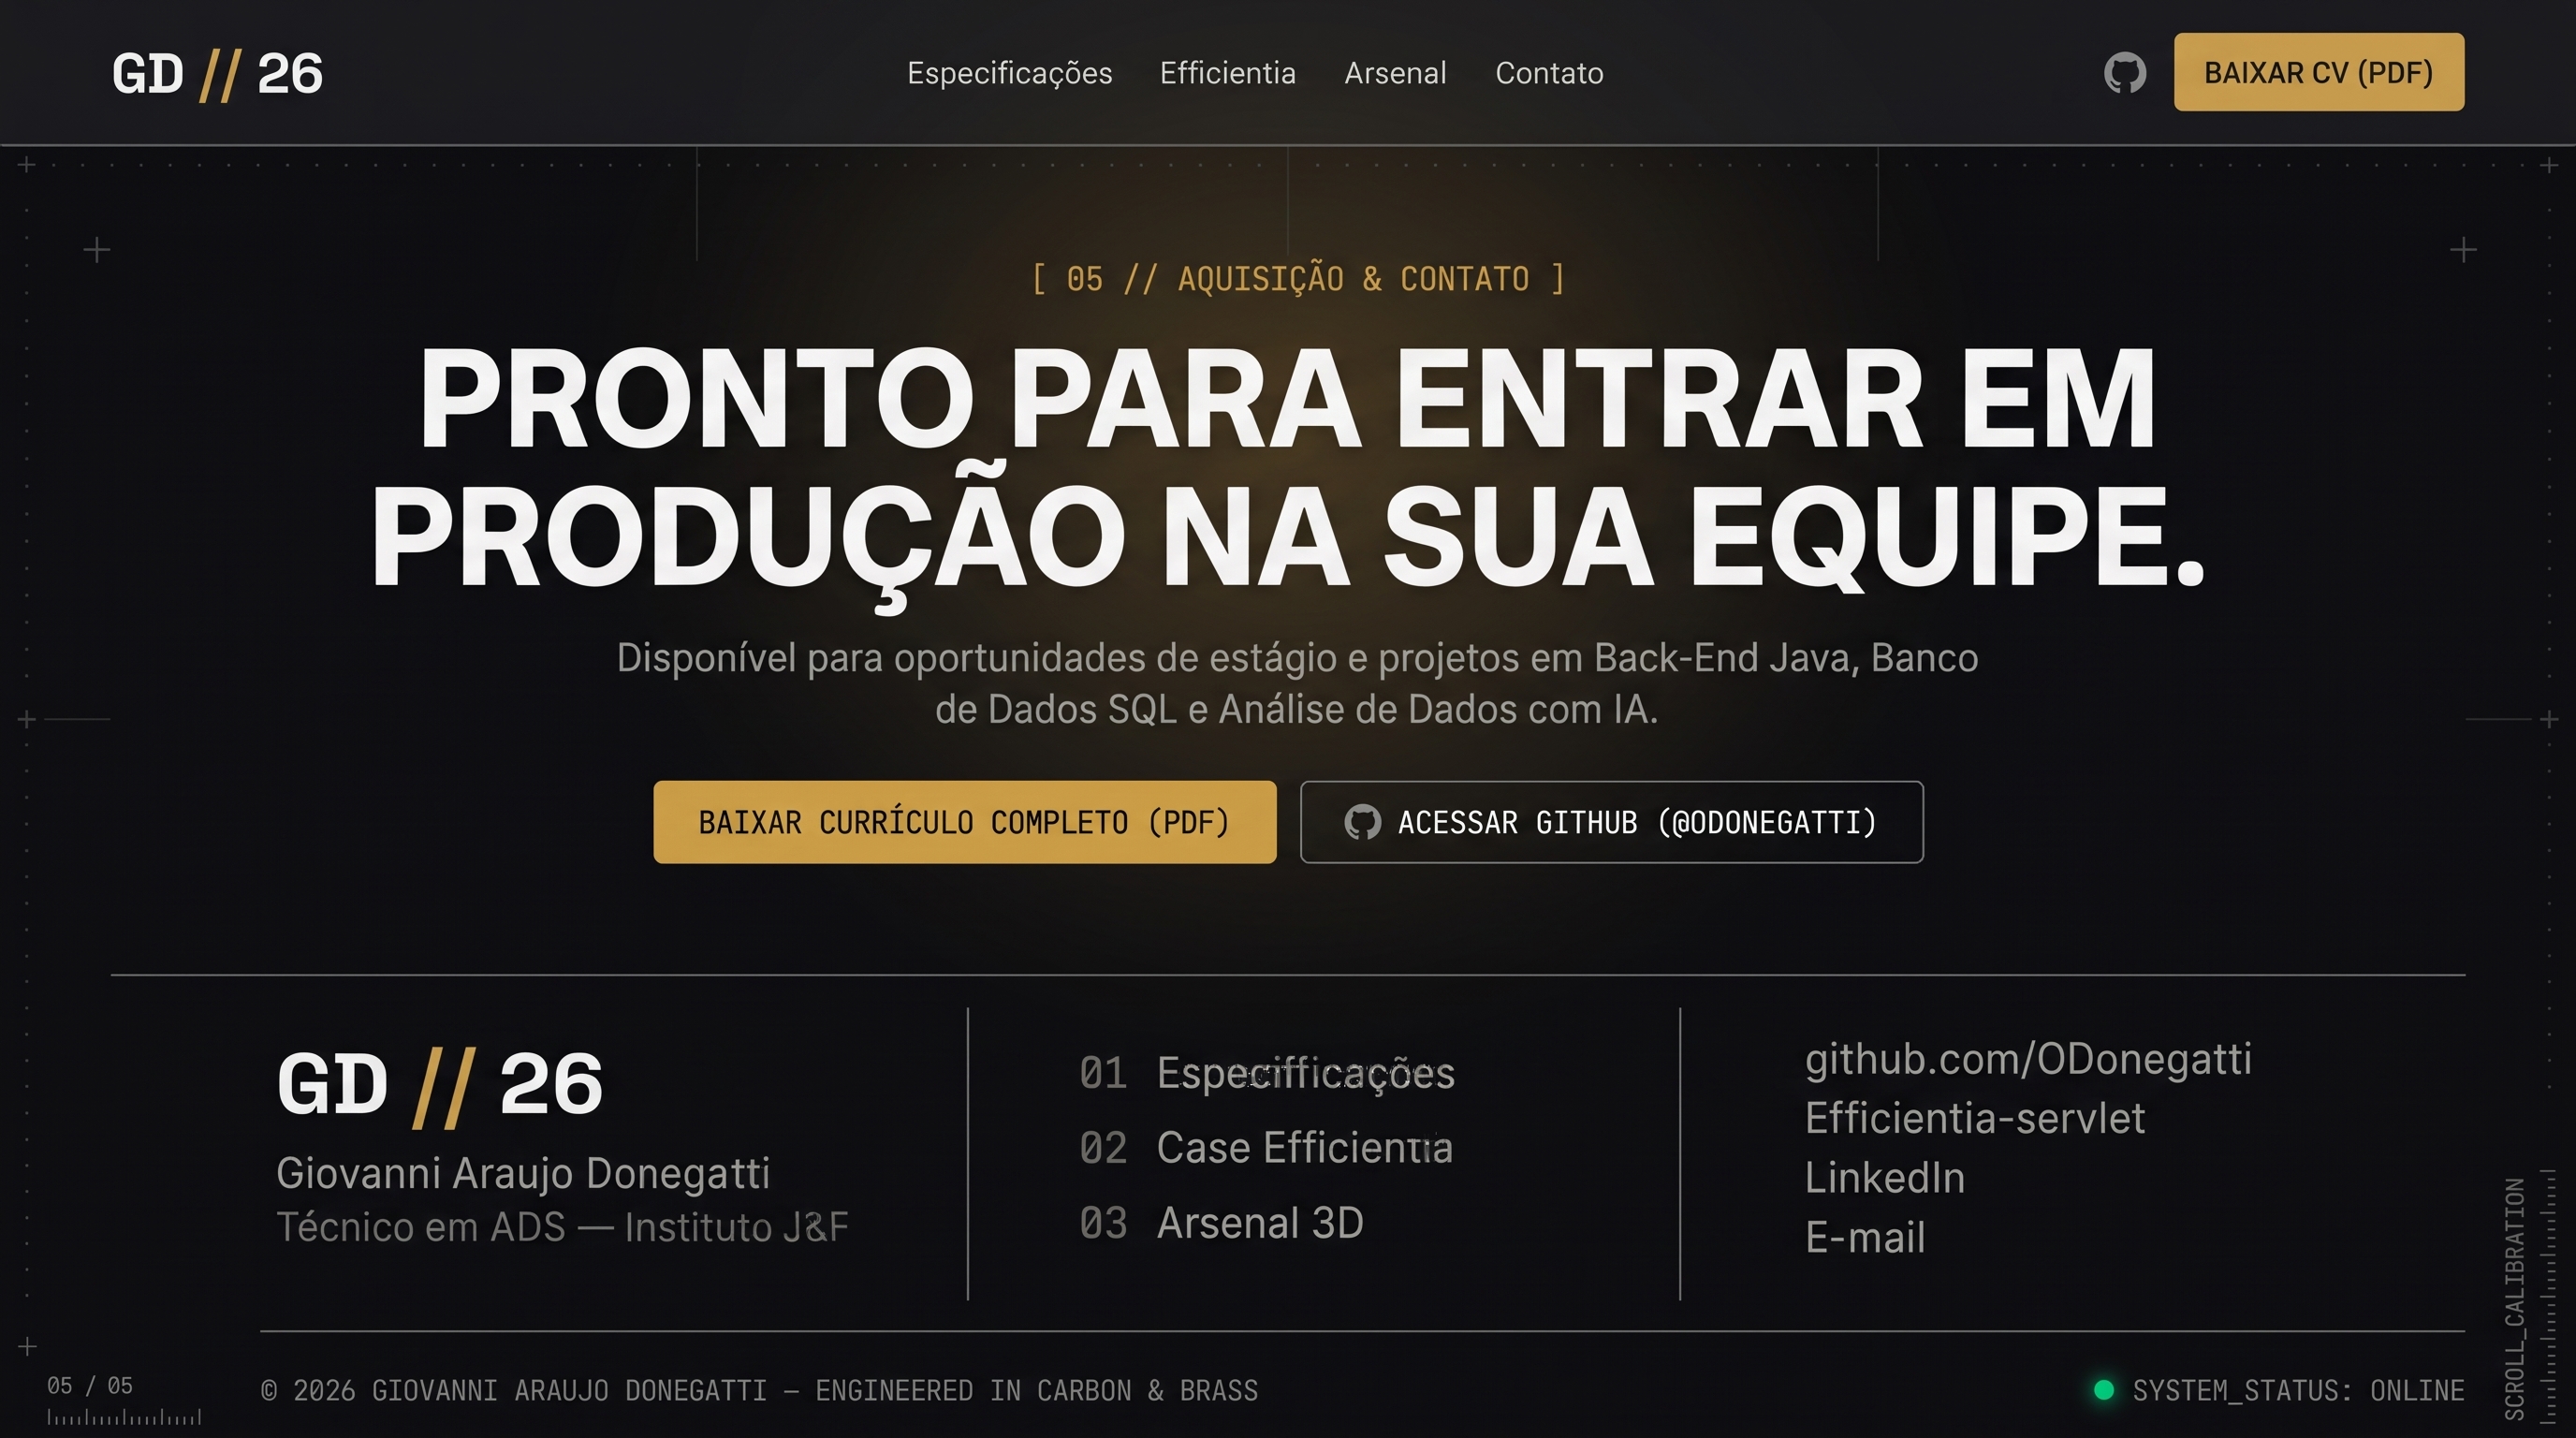 GD // 26
Especificações
Efficientia
Arsenal
Contato
BAIXAR CV (PDF)
[ 05 // AQUISIÇÃO & CONTATO ]
PRONTO PARA ENTRAR EM
PRODUÇÃO NA SUA EQUIPE.
Disponível para oportunidades de estágio e projetos em Back-End Java, Banco
de Dados SQL e Análise de Dados com IA.
BAIXAR CURRÍCULO COMPLETO (PDF)
ACESSAR GITHUB (@ODONEGATTI)
GD // 26
Giovanni Araujo Donegatti
Técnico em ADS — Instituto J&F
01 Especifficações
02 Case Efficientia
03 Arsenal 3D
github.com/ODonegatti
Efficientia-servlet
LinkedIn
E-mail
SCROLL_CALIBRATION
05 / 05
© 2026 GIOVANNI ARAUJO DONEGATTI — ENGINEERED IN CARBON & BRASS
SYSTEM_STATUS: ONLINE